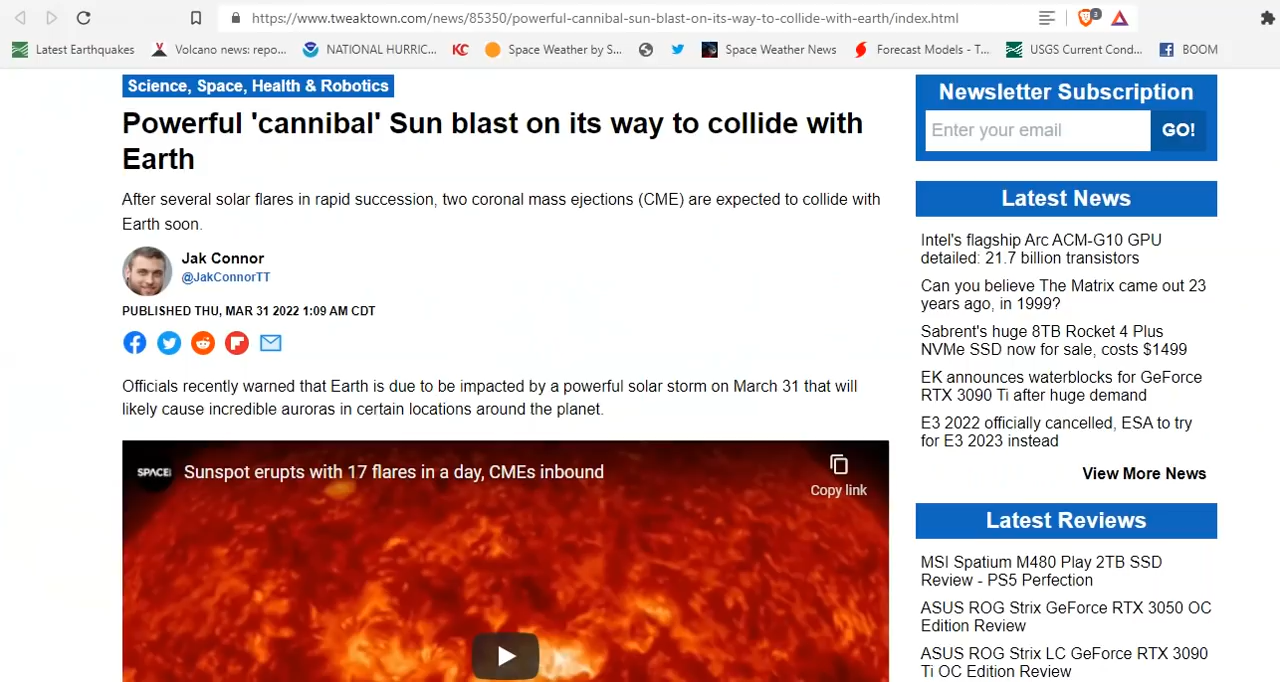 https://www.tweaktown.com/news/85350/powerful-cannibal-sun-blast-on-its-way-to-collide-with-earth/index.html
3
Latest Earthquakes
Volcano news: repo...
NATIONAL HURRIC...
KC
Space Weather by S...
Space Weather News
Forecast Models - T...
USGS Current Cond...
BOOM
Science, Space, Health & Robotics
Powerful 'cannibal' Sun blast on its way to collide with
Earth
After several solar flares in rapid succession, two coronal mass ejections (CME) are expected to collide with
Earth soon.
Jak Connor
@JakConnorTT
PUBLISHED THU, MAR 31 2022 1:09 AM CDT
Officials recently warned that Earth is due to be impacted by a powerful solar storm on March 31 that will
likely cause incredible auroras in certain locations around the planet.
SPACE
Sunspot erupts with 17 flares in a day, CMEs inbound
Copy link
Newsletter Subscription
Enter your email
GO!
Latest News
Intel's flagship Arc ACM-G10 GPU
detailed: 21.7 billion transistors
Can you believe The Matrix came out 23
years ago, in 1999?
Sabrent's huge 8TB Rocket 4 Plus
NVMe SSD now for sale, costs $1499
EK announces waterblocks for GeForce
RTX 3090 Ti after huge demand
E3 2022 officially cancelled, ESA to try
for E3 2023 instead
View More News
Latest Reviews
MSI Spatium M480 Play 2TB SSD
Review - PS5 Perfection
ASUS ROG Strix GeForce RTX 3050 OC
Edition Review
ASUS ROG Strix LC GeForce RTX 3090
Ti OC Edition Review